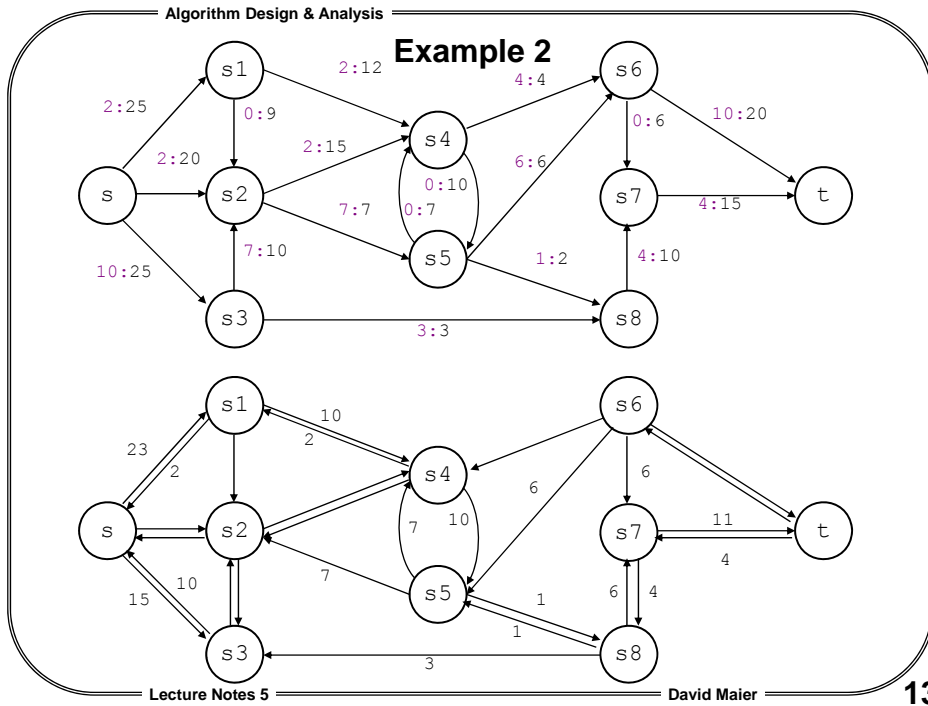 Algorithm Design & Analysis
Example 2
s1
s6
2:12
4:4
2:25
0:9
2:15
s4
6:6
0:6
10:20
2:20
0:10
s
s2
s7
t
7:7
0:7
4:15
7:10
s5
1:2
4:10
10:25
s3
s8
3:3
s1
s6
10
23
2
2
s4
6
6
7
10
s
s2
s7
11
t
4
10
7
s5
1
6
4
15
1
s3
3
s8
Lecture Notes 5
David Maier
13